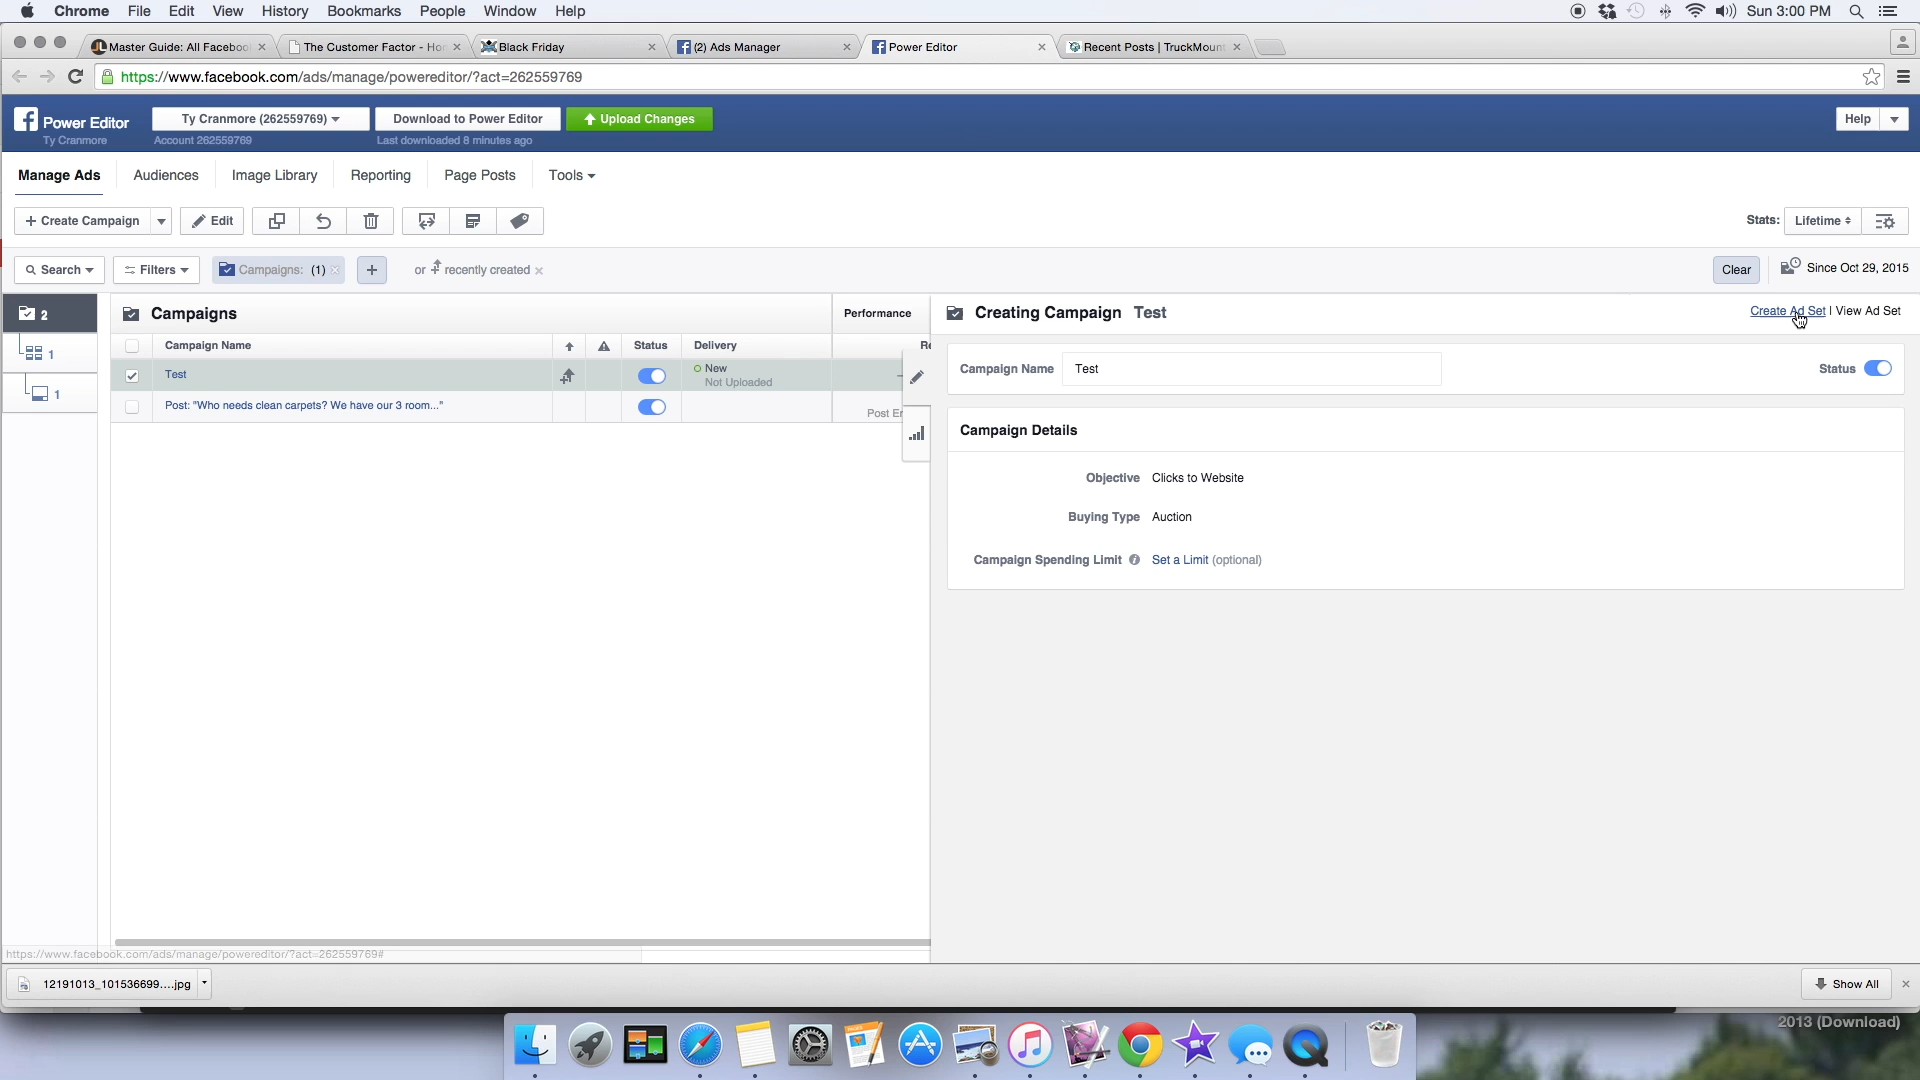 Chrome File Edit View History Bookmarks People Window Help Sun 3:00 PM
Master Guide: All Faceboo
The Customer Factor - Ho
Black Friday
(2) Ads Manager
Power Editor
Recent Posts | TruckMount
https://www.facebook.com/ads/manage/powereditor/?act=262559769
Power Editor
Ty Cranmore
Ty Cranmore (262559769)
Account 262559769
Download to Power Editor
Last downloaded 8 minutes ago
Upload Changes
Help
Manage Ads Audiences Image Library Reporting Page Posts Tools
+ Create Campaign Edit Stats: Lifetime
Search Filters Campaigns: (1) + or recently created Clear Since Oct 29, 2015
2
1
1
Campaigns Performance
Campaign Name Status Delivery Re
Test New
Not Uploaded
Post: "Who needs clean carpets? We have our 3 room..."
Post En
Creating Campaign Test Create Ad Set | View Ad Set
Campaign Name Test Status
Campaign Details
Objective Clicks to Website
Buying Type Auction
Campaign Spending Limit Set a Limit (optional)
https://www.facebook.com/ads/manage/powereditor/?act=262559769#
12191013_101536699....jpg Show All
2013 (Download)
PAGES